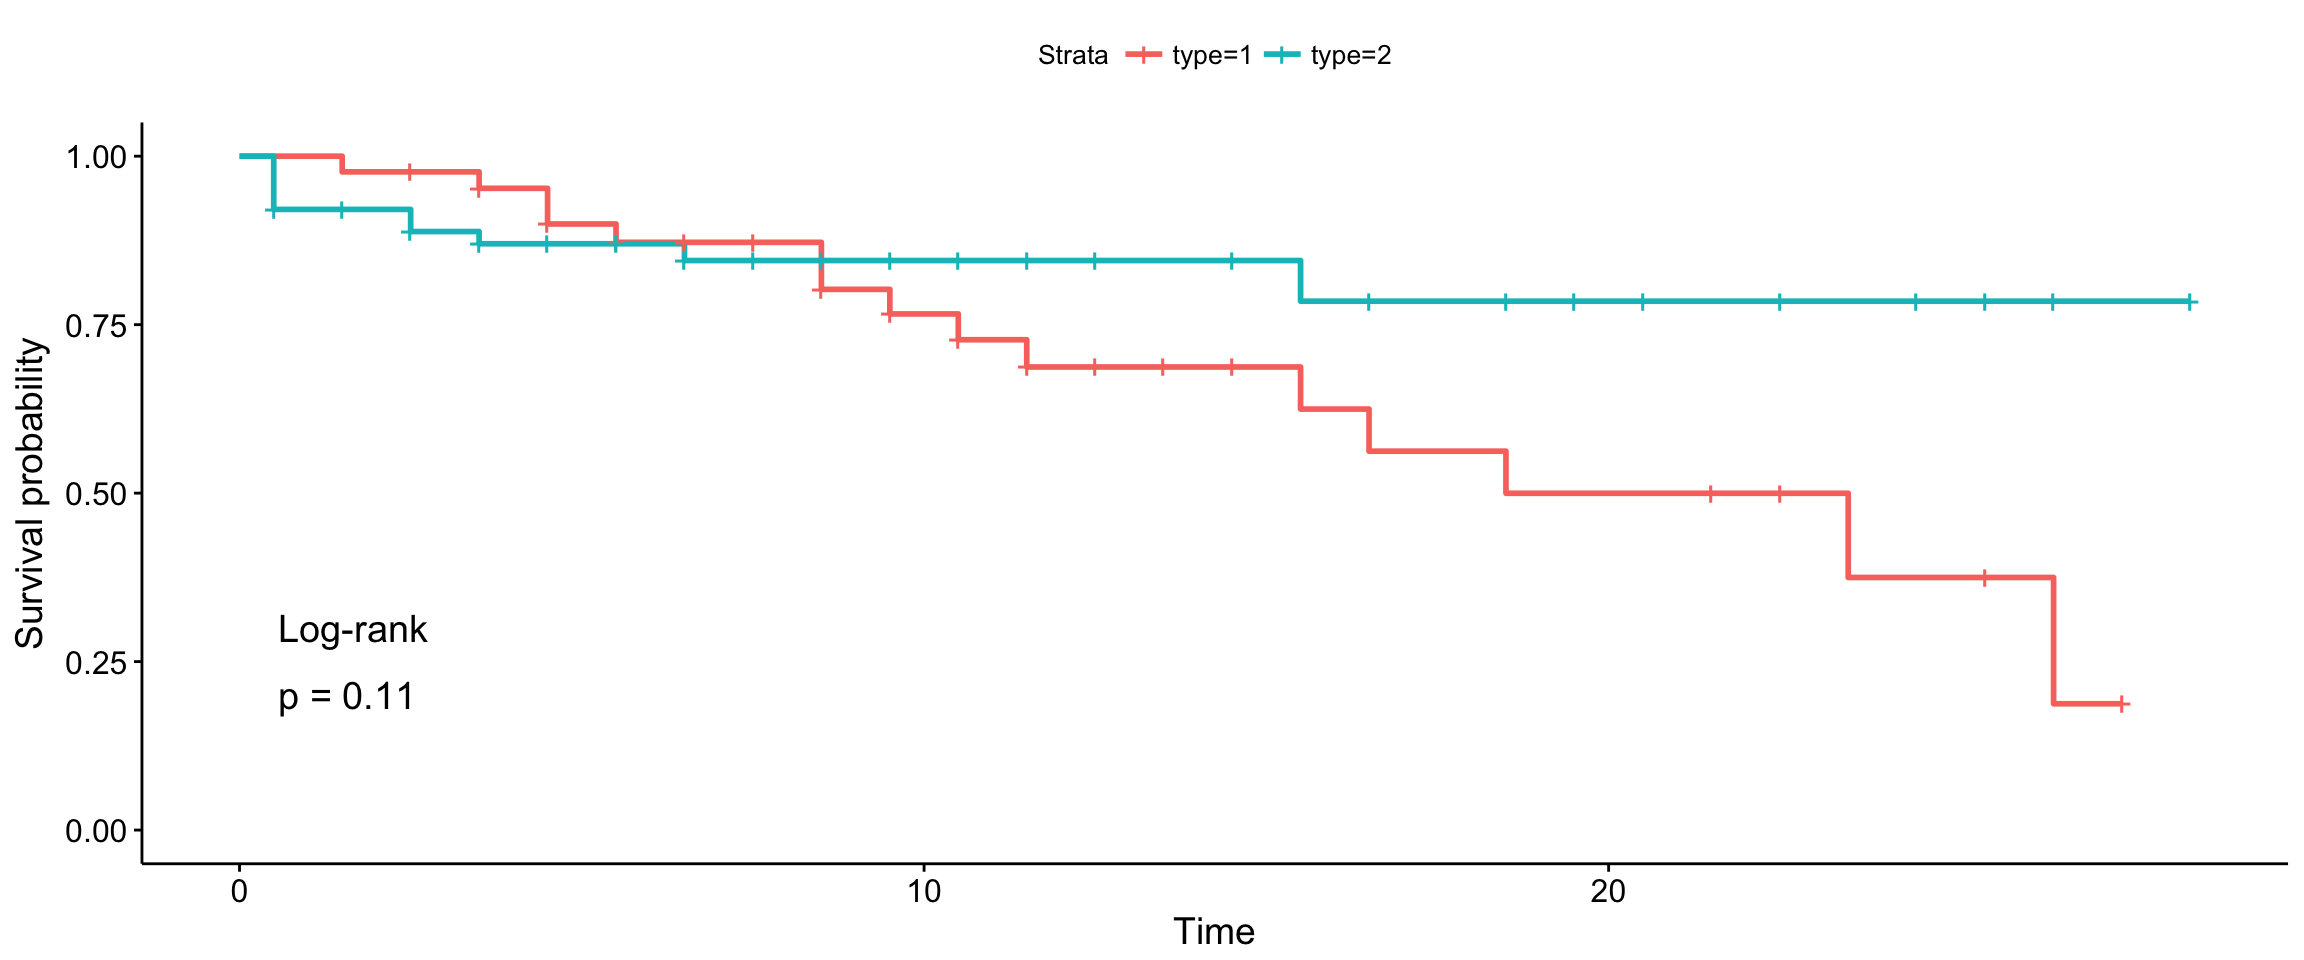 Strata type=1 type=2
Survival probability
1.00
0.75
0.50
0.25
0.00
Log-rank
p = 0.11
0 10 20
Time